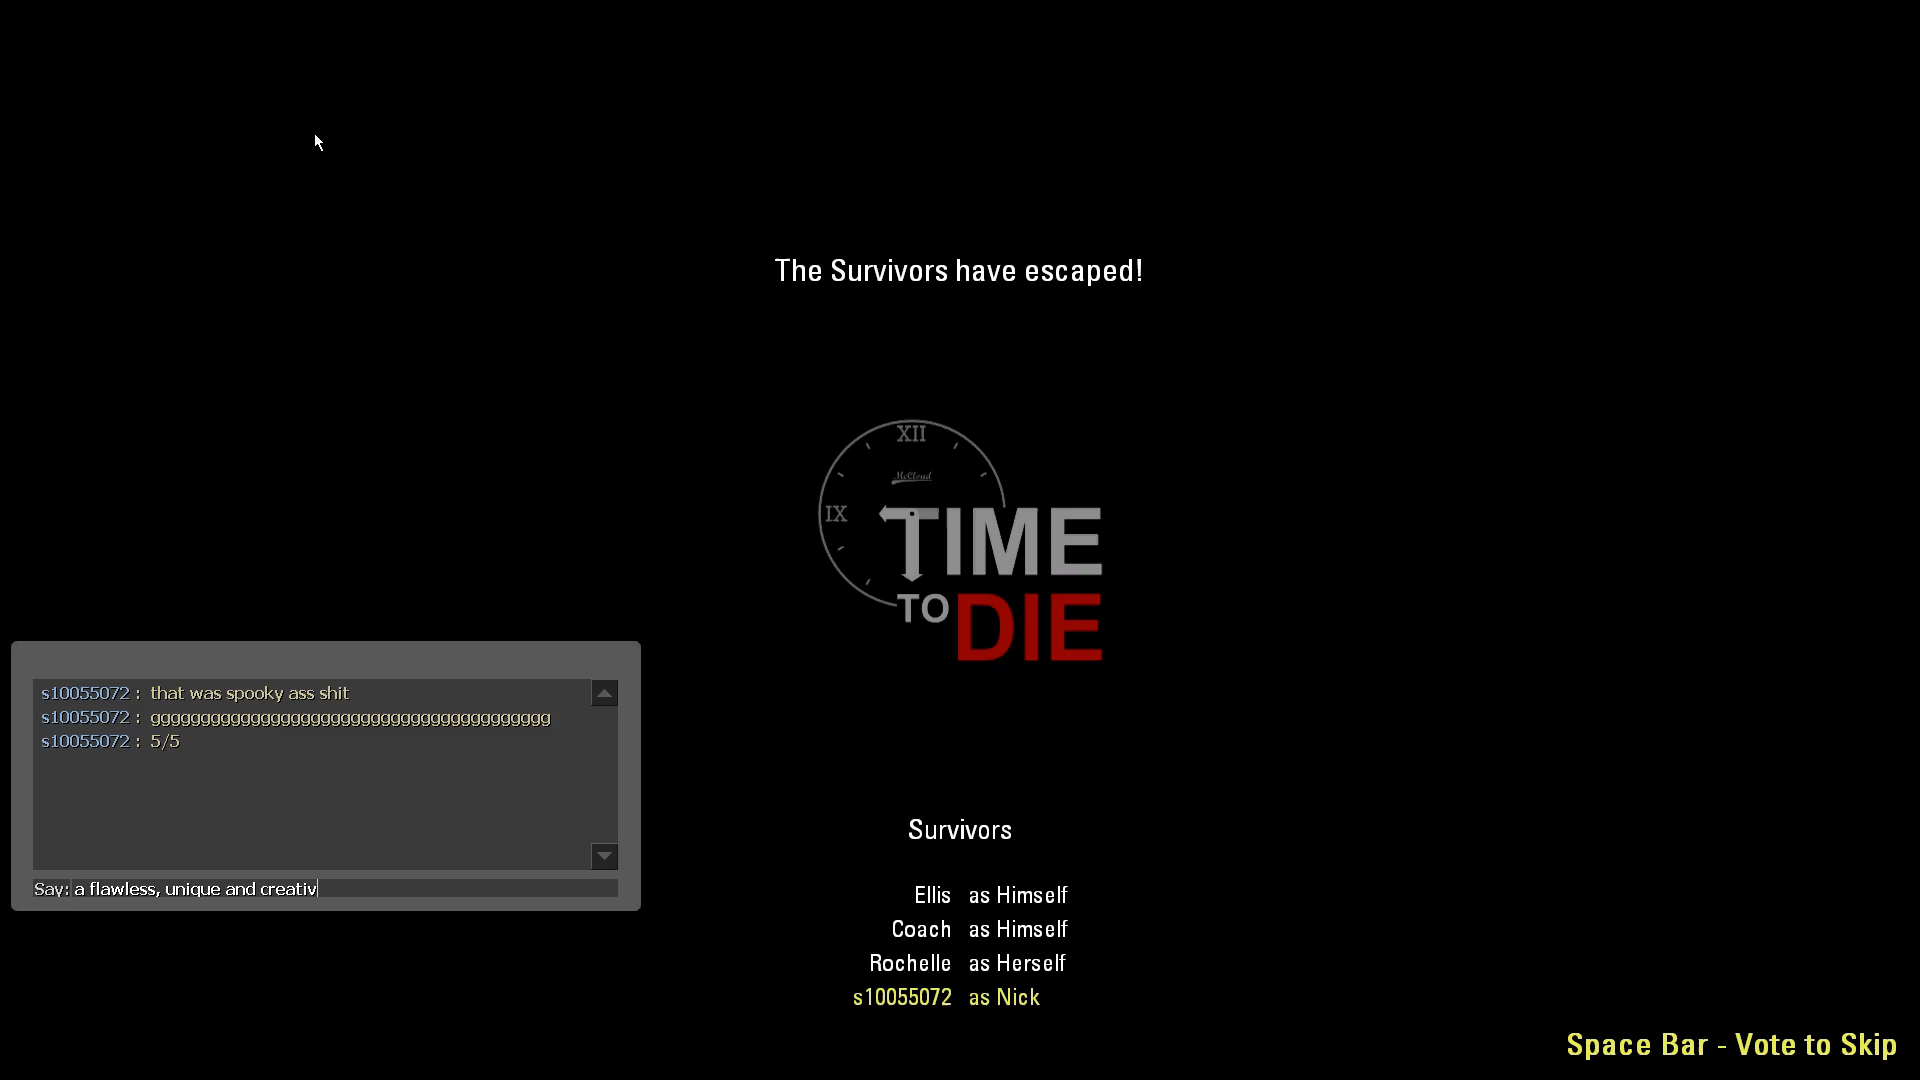 The Survivors have escaped!
XII
McCloud
IX
TIME
TO DIE
s10055072 : that was spooky ass shit
s10055072 : gggggggggggggggggggggggggggggggggggggggg
s10055072 : 5/5
Say: a flawless, unique and creativ
Survivors
Ellis as Himself
Coach as Himself
Rochelle as Herself
s10055072 as Nick
Space Bar - Vote to Skip